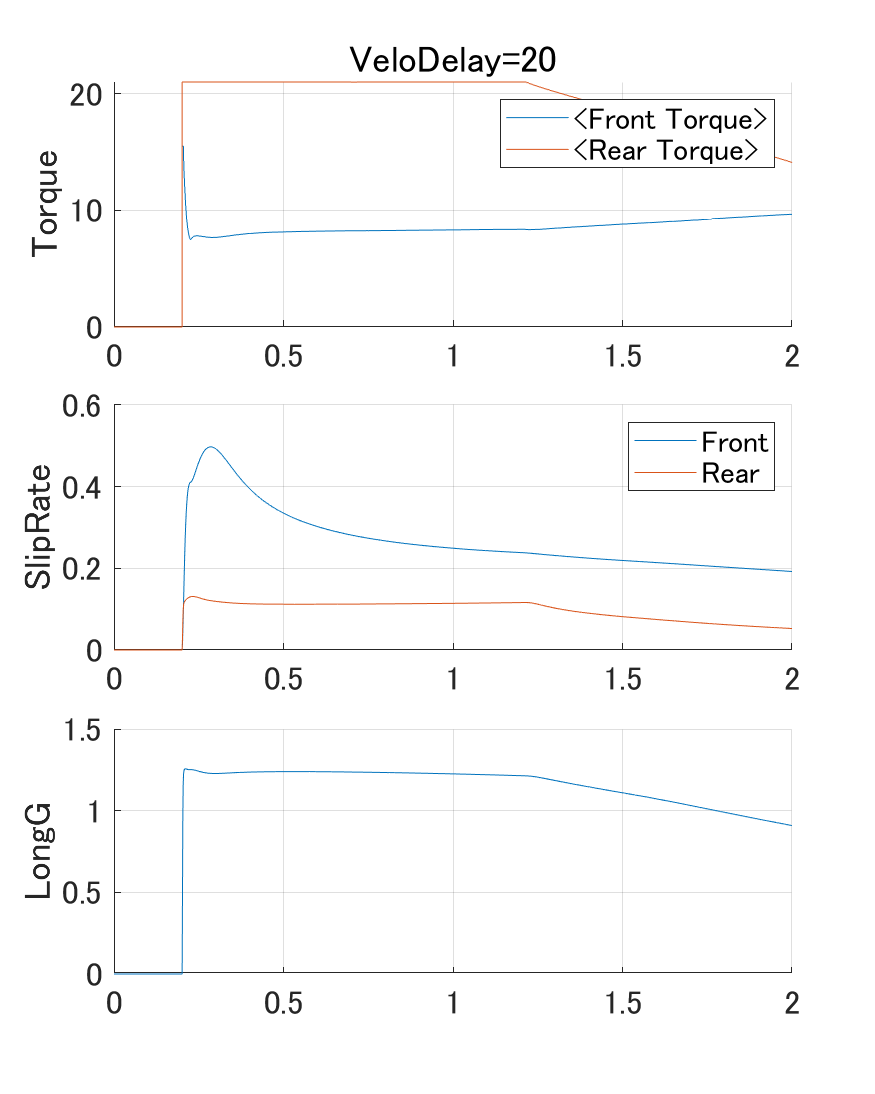 VeloDelay=20
Torque
20
10
0
<Front Torque>
<Rear Torque>
0 0.5 1 1.5 2
SlipRate
0.6
0.4
0.2
0
Front
Rear
0 0.5 1 1.5 2
LongG
1.5
1
0.5
0
0 0.5 1 1.5 2